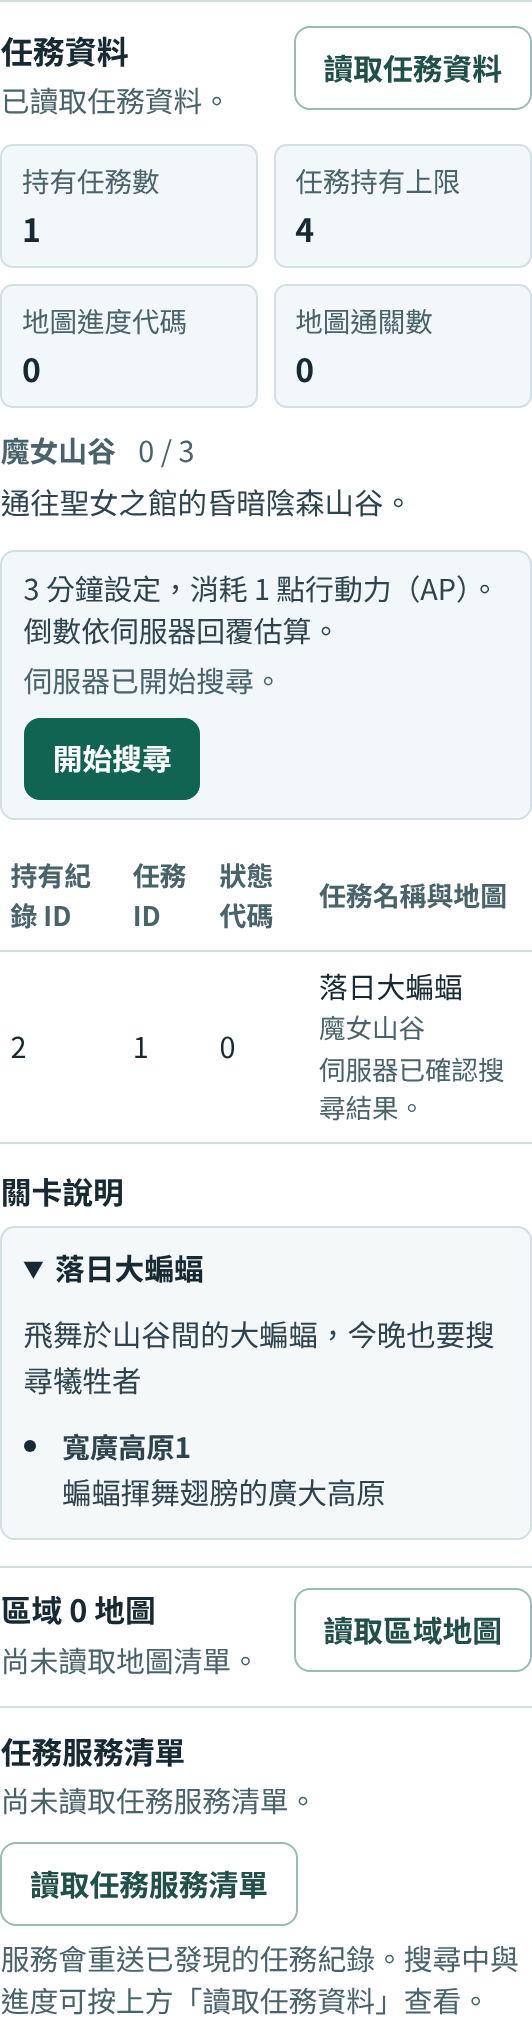 任務資料
讀取任務資料
已讀取任務資料。
持有任務數
1
任務持有上限
4
地圖進度代碼
0
地圖通關數
0
魔女山谷 0 / 3
通往聖女之館的昏暗陰森山谷。
3 分鐘設定，消耗 1 點行動力（AP）。
倒數依伺服器回覆估算。
伺服器已開始搜尋。
開始搜尋
持有紀
錄 ID
任務
ID
狀態
代碼
任務名稱與地圖
2
1
0
落日大蝙蝠
魔女山谷
伺服器已確認搜
尋結果。
關卡說明
▼ 落日大蝙蝠
飛舞於山谷間的大蝙蝠，今晚也要搜
尋犧牲者
• 寬廣高原1
蝙蝠揮舞翅膀的廣大高原
區域 0 地圖
讀取區域地圖
尚未讀取地圖清單。
任務服務清單
尚未讀取任務服務清單。
讀取任務服務清單
服務會重送已發現的任務紀錄。搜尋中與
進度可按上方「讀取任務資料」查看。